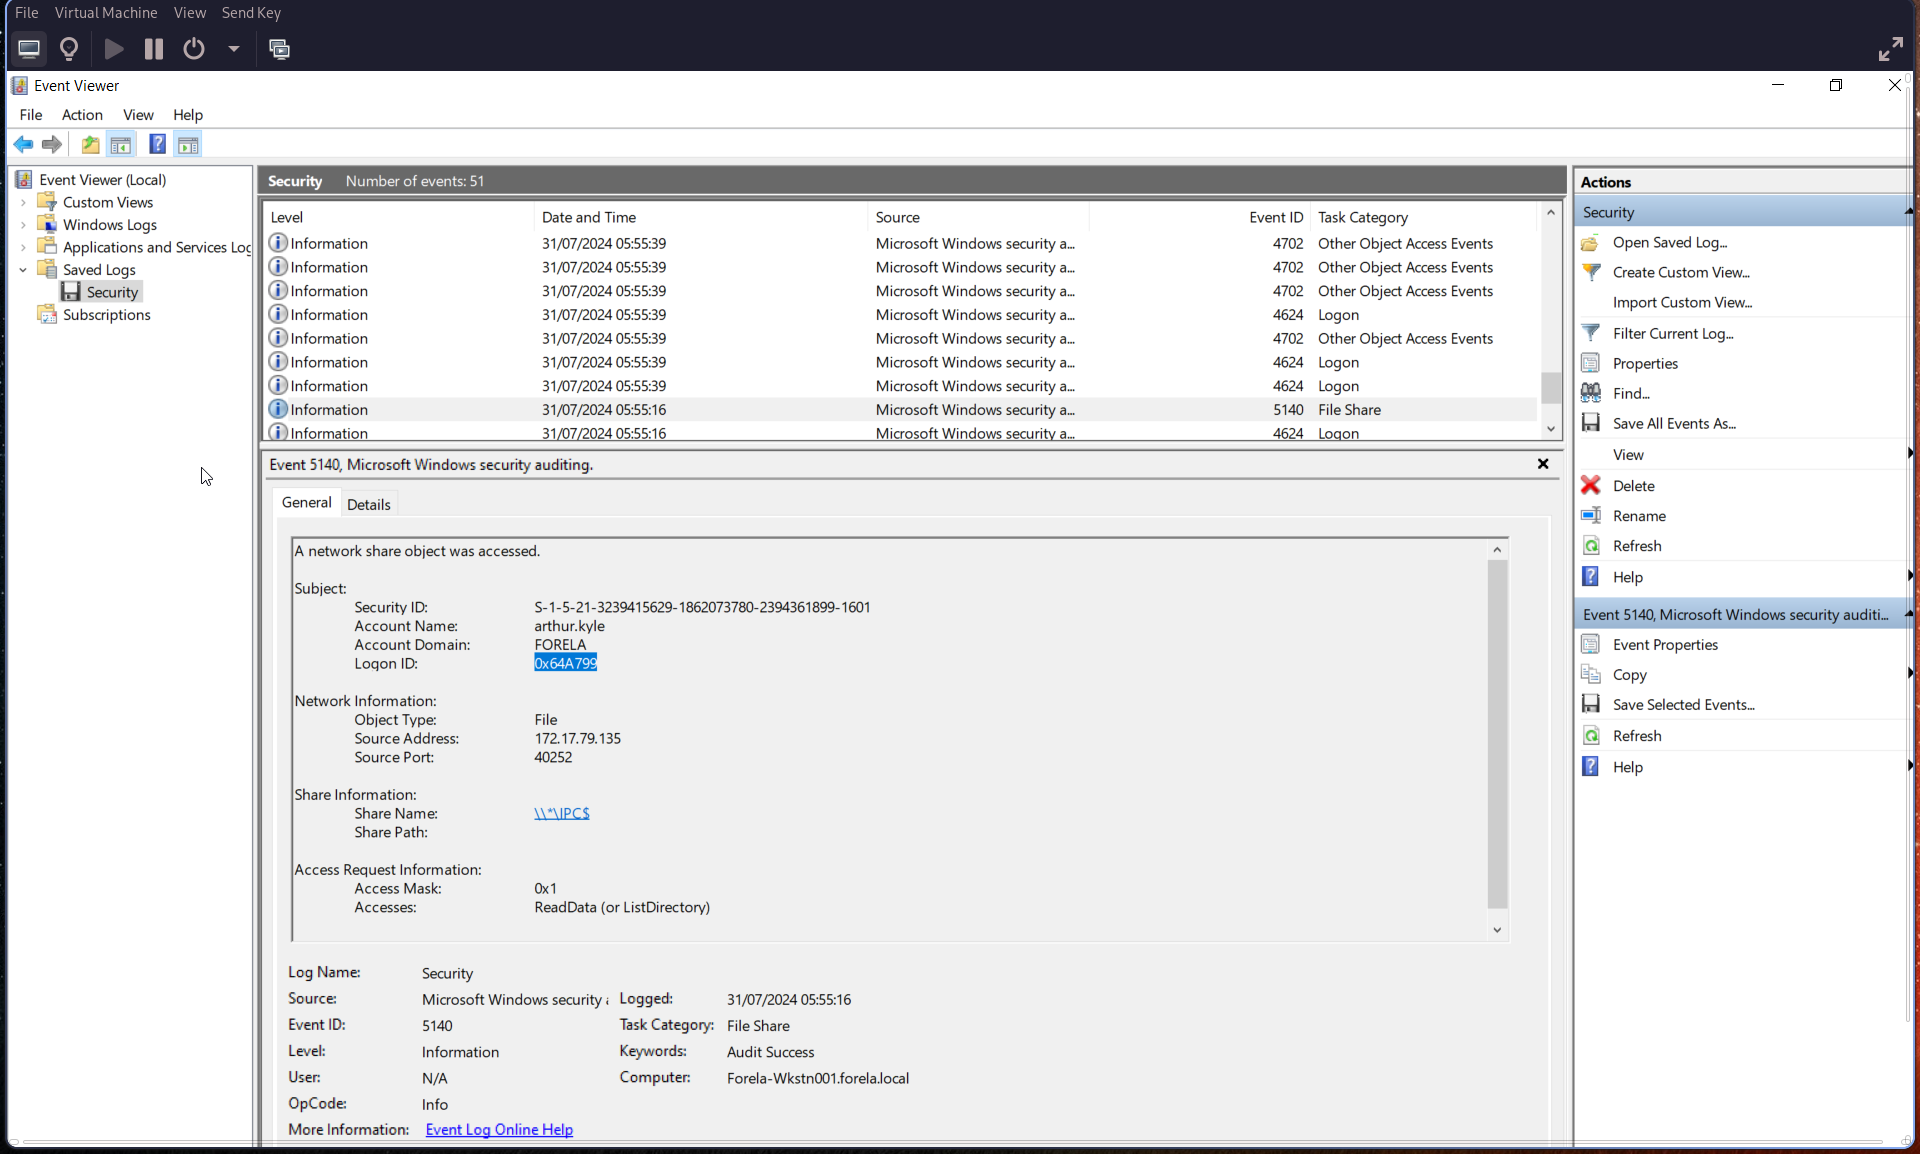 File Virtual Machine View Send Key
Event Viewer
File Action View Help
Event Viewer (Local)
Custom Views
Windows Logs
Applications and Services Log
Saved Logs
Security
Subscriptions
Security Number of events: 51
Level Date and Time Source Event ID Task Category
Information 31/07/2024 05:55:39 Microsoft Windows security a... 4702 Other Object Access Events
Information 31/07/2024 05:55:39 Microsoft Windows security a... 4702 Other Object Access Events
Information 31/07/2024 05:55:39 Microsoft Windows security a... 4702 Other Object Access Events
Information 31/07/2024 05:55:39 Microsoft Windows security a... 4624 Logon
Information 31/07/2024 05:55:39 Microsoft Windows security a... 4702 Other Object Access Events
Information 31/07/2024 05:55:39 Microsoft Windows security a... 4624 Logon
Information 31/07/2024 05:55:39 Microsoft Windows security a... 4624 Logon
Information 31/07/2024 05:55:16 Microsoft Windows security a... 5140 File Share
Information 31/07/2024 05:55:16 Microsoft Windows security a... 4624 Logon
Event 5140, Microsoft Windows security auditing.
General Details
A network share object was accessed.
Subject:
Security ID: S-1-5-21-3239415629-1862073780-2394361899-1601
Account Name: arthur.kyle
Account Domain: FORELA
Logon ID: 0x64A799
Network Information:
Object Type: File
Source Address: 172.17.79.135
Source Port: 40252
Share Information:
Share Name: \\*\IPC$
Share Path:
Access Request Information:
Access Mask: 0x1
Accesses: ReadData (or ListDirectory)
Log Name: Security
Source: Microsoft Windows security Logged: 31/07/2024 05:55:16
Event ID: 5140 Task Category: File Share
Level: Information Keywords: Audit Success
User: N/A Computer: Forela-Wkstn001.forela.local
OpCode: Info
More Information: Event Log Online Help
Actions
Security
Open Saved Log...
Create Custom View...
Import Custom View...
Filter Current Log...
Properties
Find...
Save All Events As...
View
Delete
Rename
Refresh
Help
Event 5140, Microsoft Windows security auditi...
Event Properties
Copy
Save Selected Events...
Refresh
Help